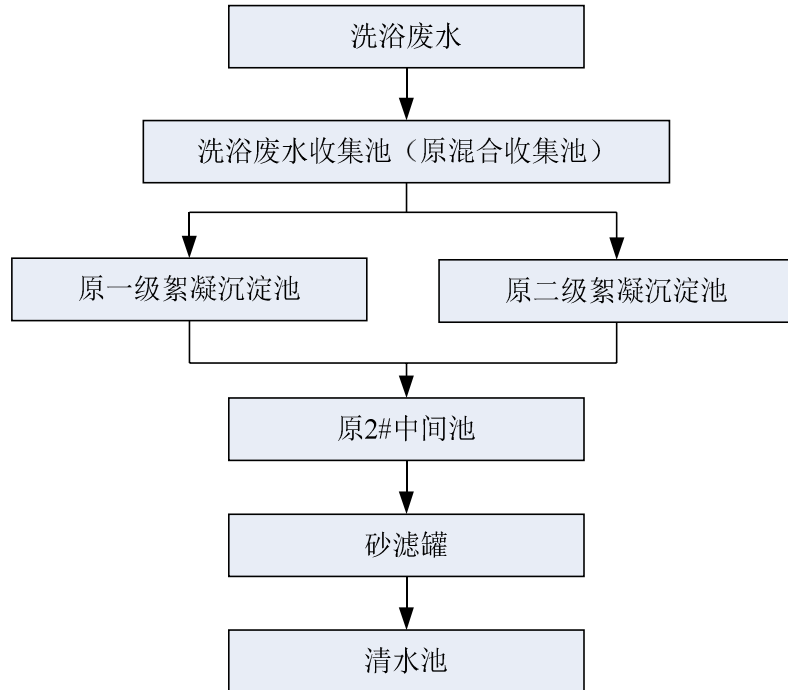 洗浴废水
洗浴废水收集池（原混合收集池）
原一级絮凝沉淀池
原二级絮凝沉淀池
原2#中间池
砂滤罐
清水池